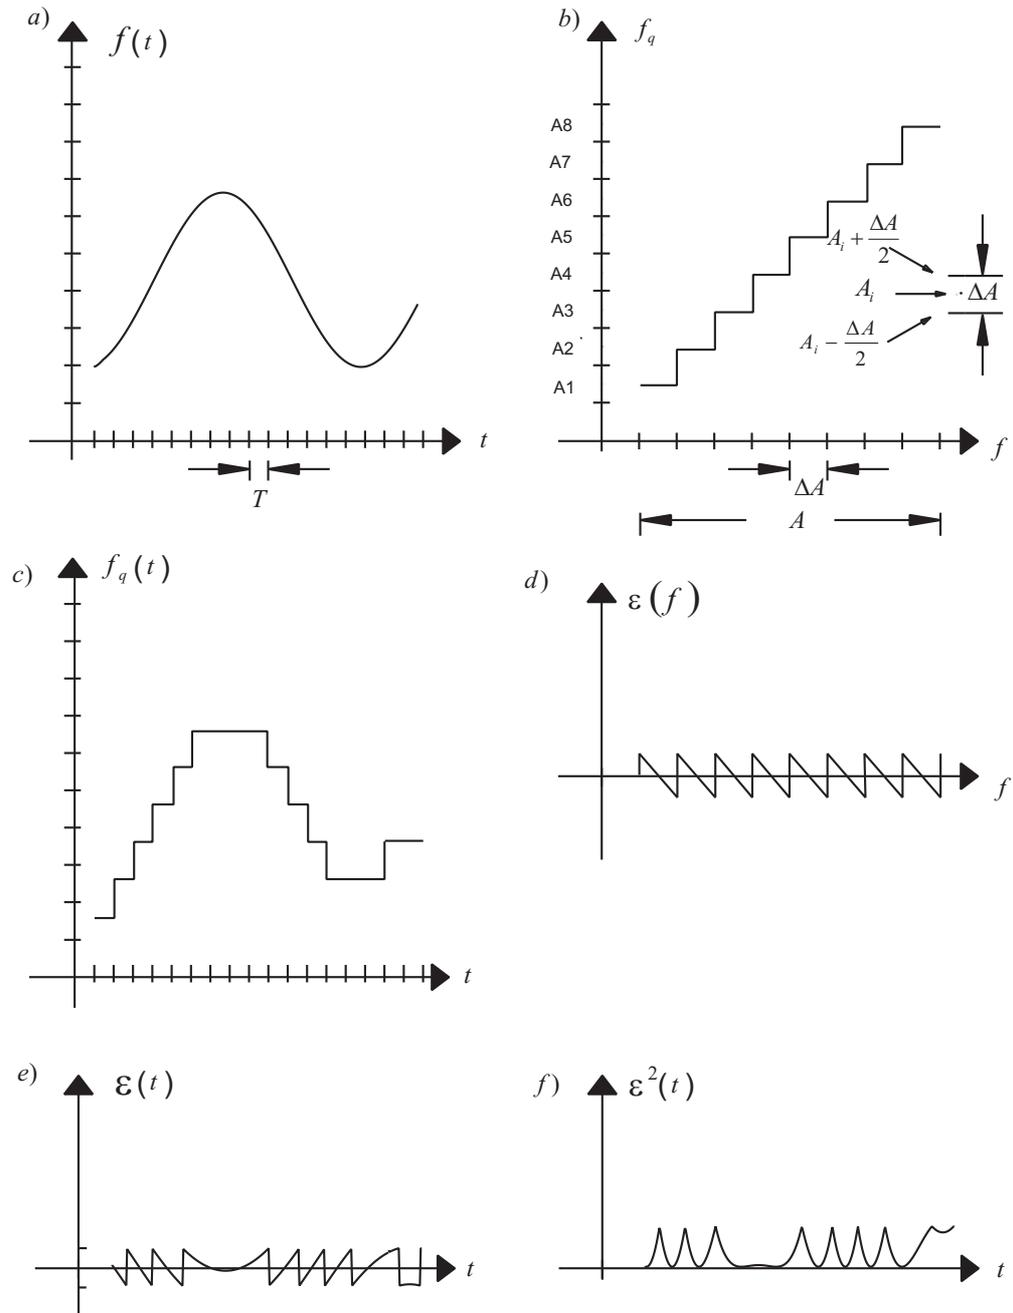 a)
f(t)
t
T
b)
f_q
A8
A7
A6
A5
A4
A3
A2
A1
A_i + ΔA/2
A_i
ΔA
A_i − ΔA/2
f
ΔA
A
c)
f_q(t)
t
d)
ε(f)
f
e)
ε(t)
t
f)
ε²(t)
t